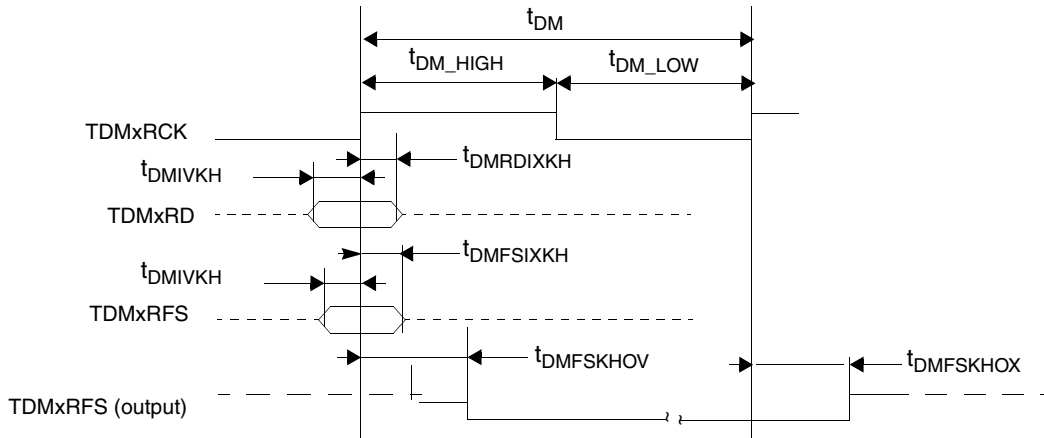 tDM
tDM_HIGH
tDM_LOW
TDMxRCK
tDMRDIXKH
tDMIVKH
TDMxRD
tDMFSIXKH
tDMIVKH
TDMxRFS
tDMFSKHOV
tDMFSKHOX
TDMxRFS (output)